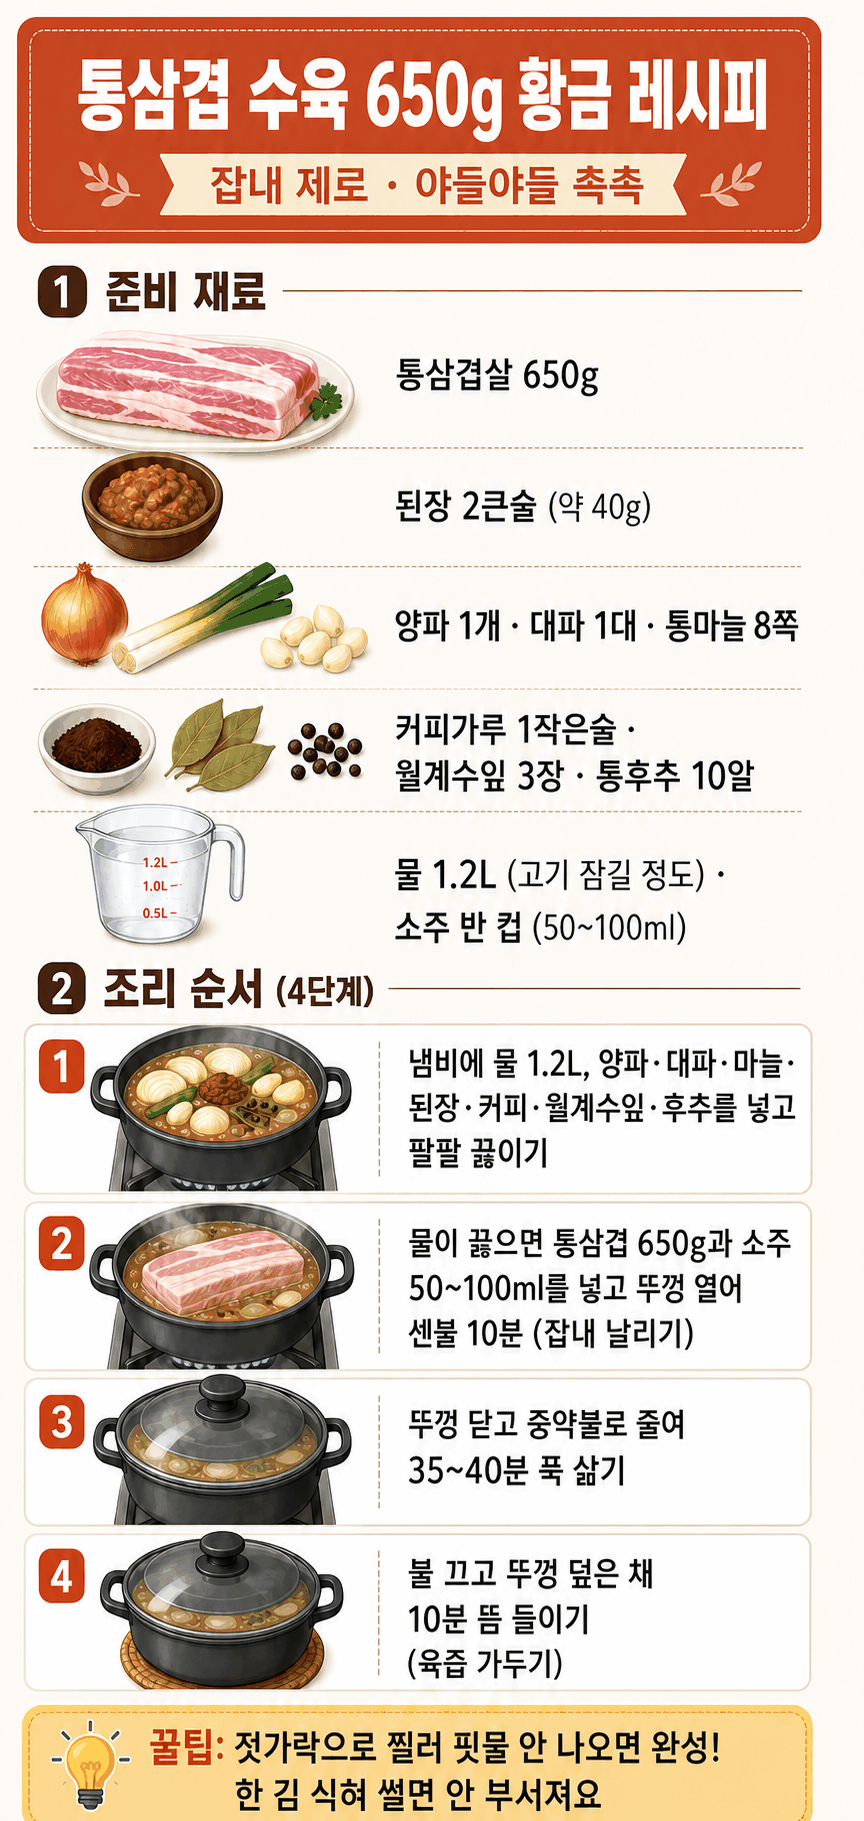 통삼겹 수육 650g 황금 레시피
잡내 제로 · 야들야들 촉촉
1 준비 재료
통삼겹살 650g
된장 2큰술 (약 40g)
양파 1개 · 대파 1대 · 통마늘 8쪽
커피가루 1작은술 ·
월계수잎 3장 · 통후추 10알
1.2L
1.0L
0.5L
물 1.2L (고기 잠길 정도) ·
소주 반 컵 (50~100ml)
2 조리 순서 (4단계)
1
냄비에 물 1.2L, 양파·대파·마늘·
된장·커피·월계수잎·후추를 넣고
팔팔 끓이기
2
물이 끓으면 통삼겹 650g과 소주
50~100ml를 넣고 뚜껑 열어
센불 10분 (잡내 날리기)
3
뚜껑 닫고 중약불로 줄여
35~40분 푹 삶기
4
불 끄고 뚜껑 덮은 채
10분 뜸 들이기
(육즙 가두기)
꿀팁: 젓가락으로 찔러 핏물 안 나오면 완성!
한 김 식혀 썰면 안 부서져요